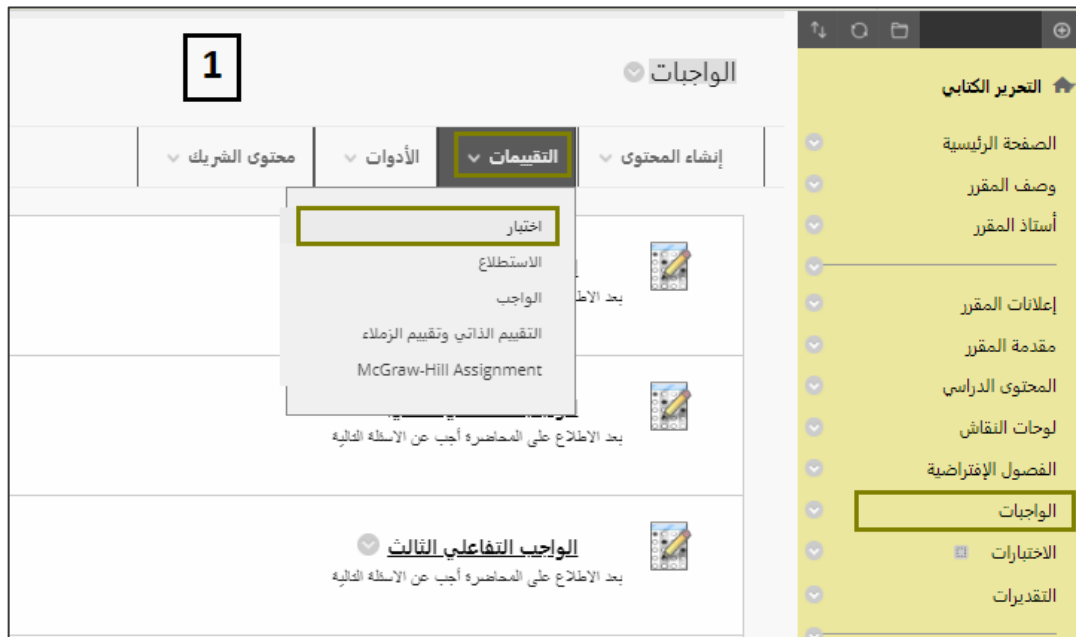 1
الواجبات
إنشاء المحتوى
التقييمات
الأدوات
محتوى الشريك
اختبار
الاستطلاع
الواجب
التقييم الذاتي وتقييم الزملاء
McGraw-Hill Assignment
بعد الاطلاع على المحاضرة أجب عن الاسئلة التالية
الواجب التفاعلي الثالث
بعد الاطلاع على المحاضرة أجب عن الاسئلة التالية
التحرير الكتابي
الصفحة الرئيسية
وصف المقرر
أستاذ المقرر
إعلانات المقرر
مقدمة المقرر
المحتوى الدراسي
لوحات النقاش
الفصول الإفتراضية
الواجبات
الاختبارات
التقديرات